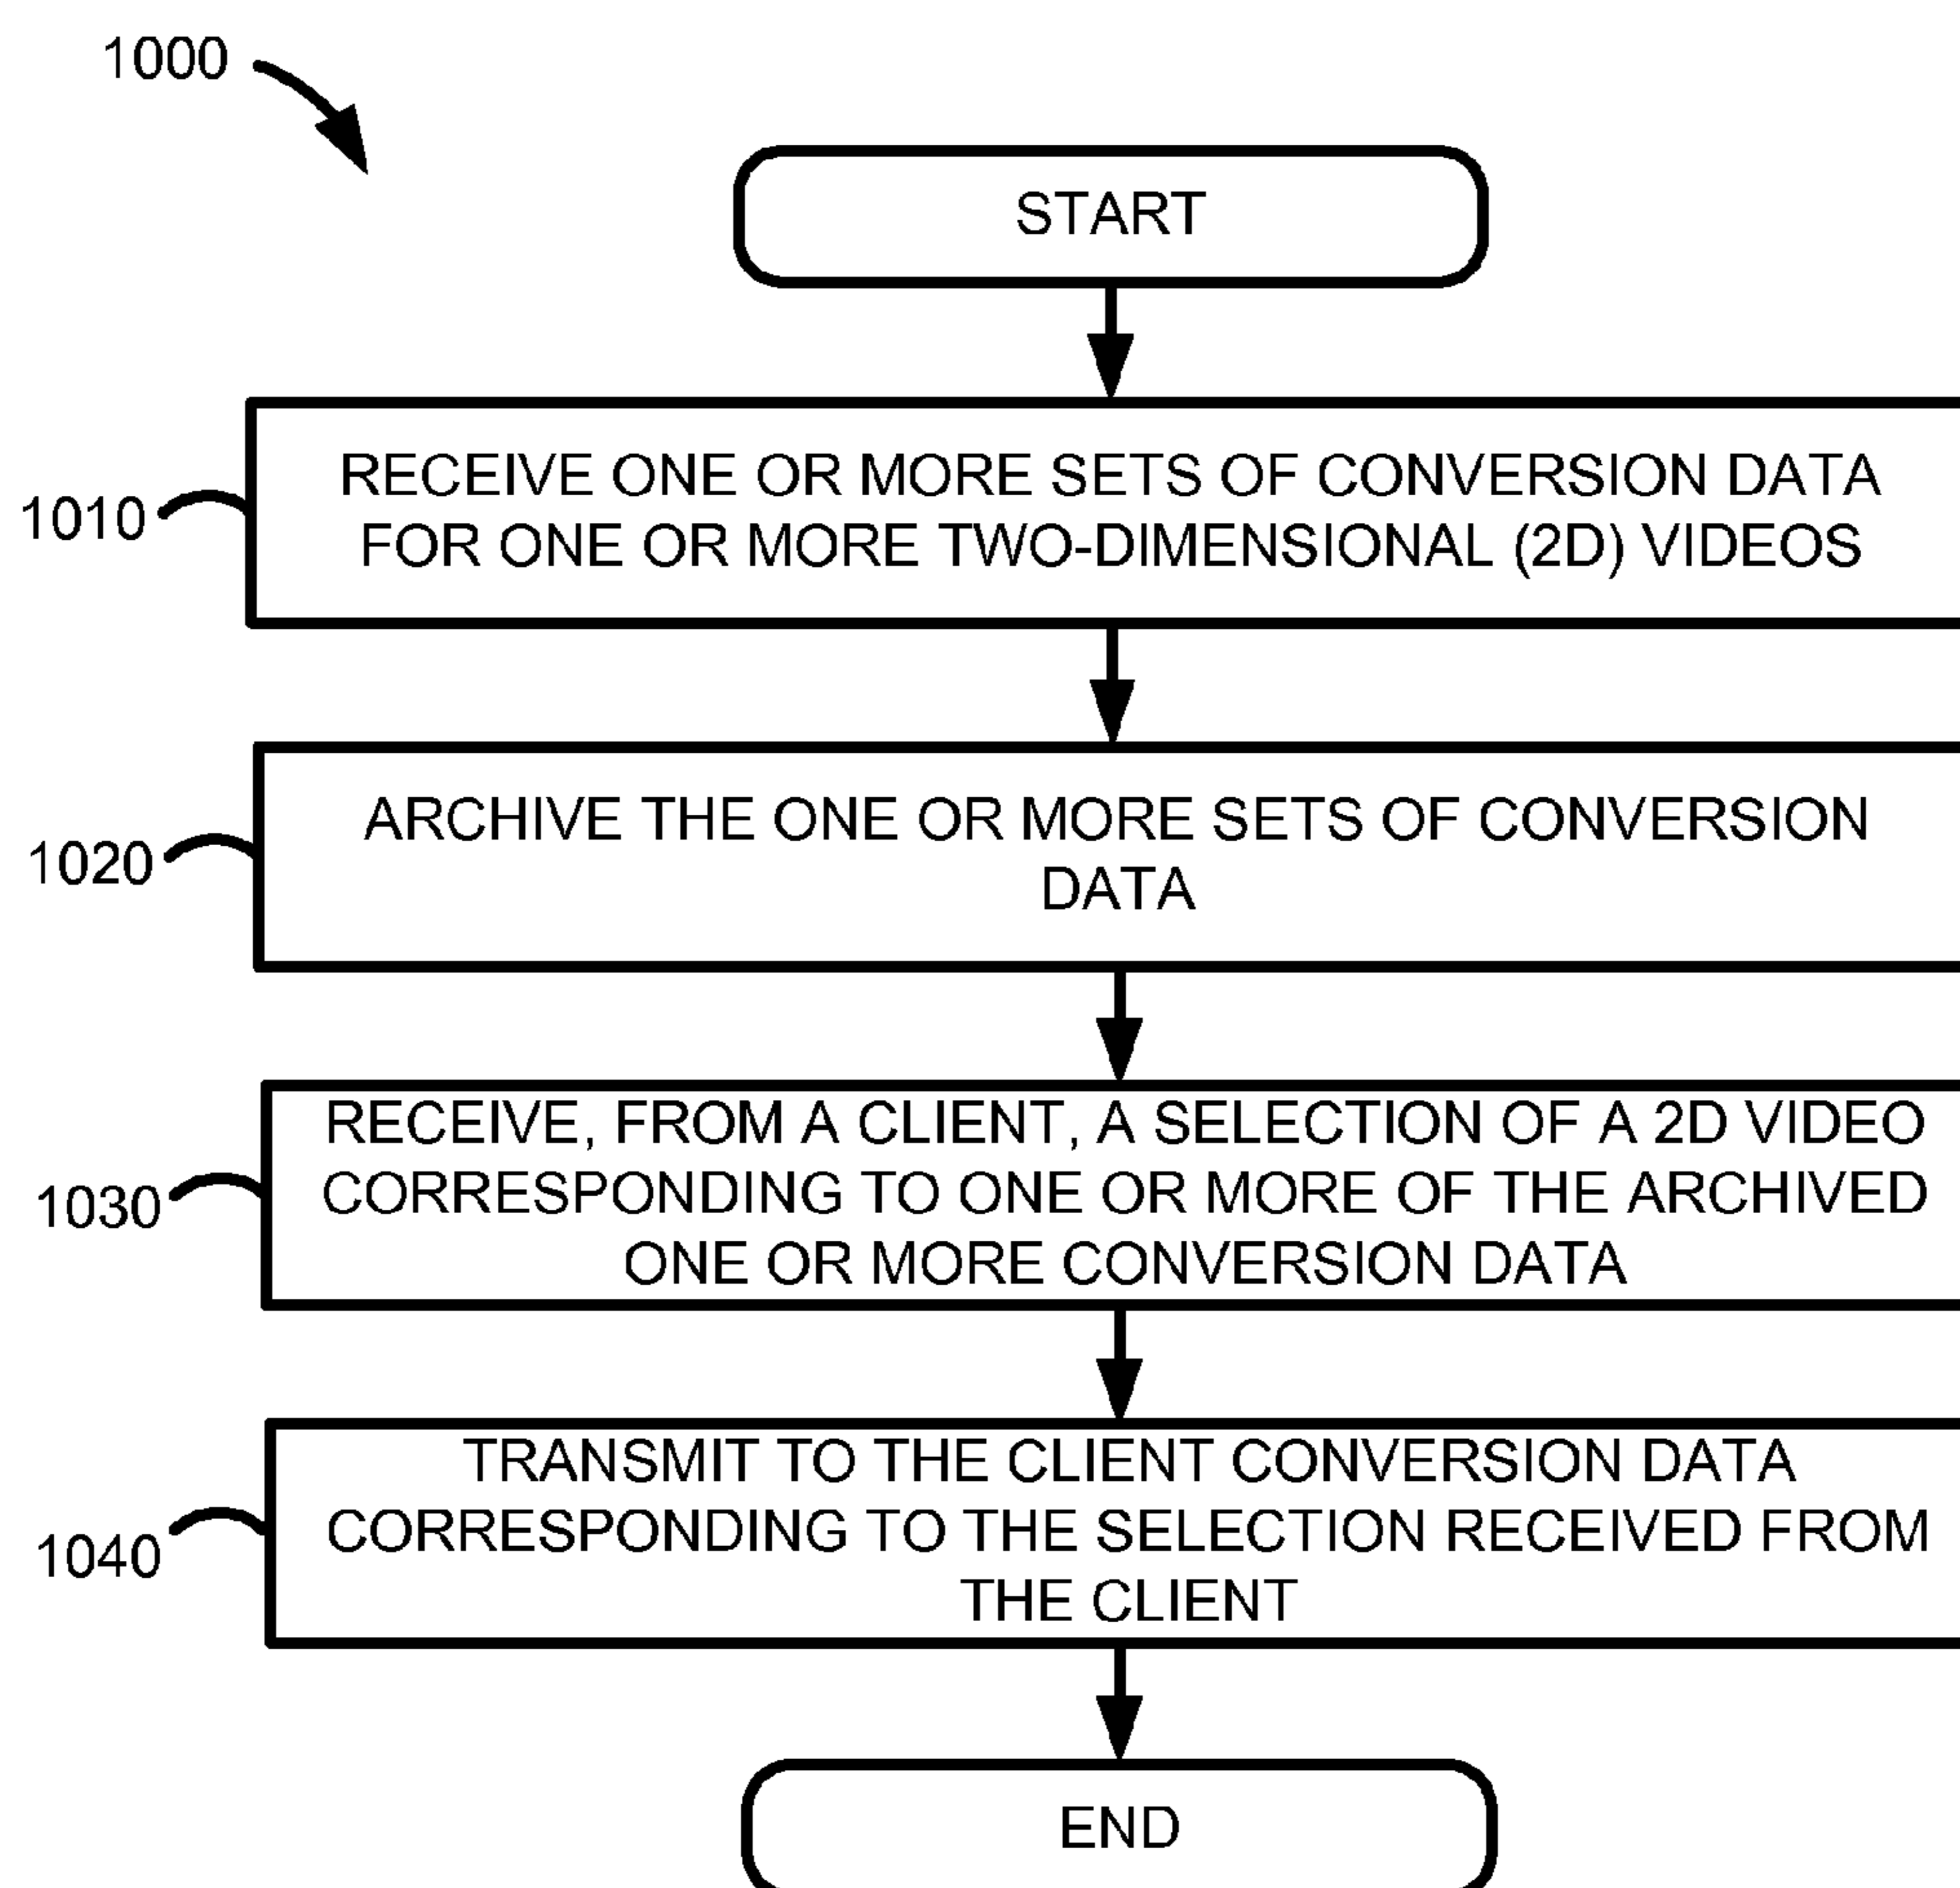 1000
START
1010
RECEIVE ONE OR MORE SETS OF CONVERSION DATA
FOR ONE OR MORE TWO-DIMENSIONAL (2D) VIDEOS
1020
ARCHIVE THE ONE OR MORE SETS OF CONVERSION
DATA
1030
RECEIVE, FROM A CLIENT, A SELECTION OF A 2D VIDEO
CORRESPONDING TO ONE OR MORE OF THE ARCHIVED
ONE OR MORE CONVERSION DATA
1040
TRANSMIT TO THE CLIENT CONVERSION DATA
CORRESPONDING TO THE SELECTION RECEIVED FROM
THE CLIENT
END